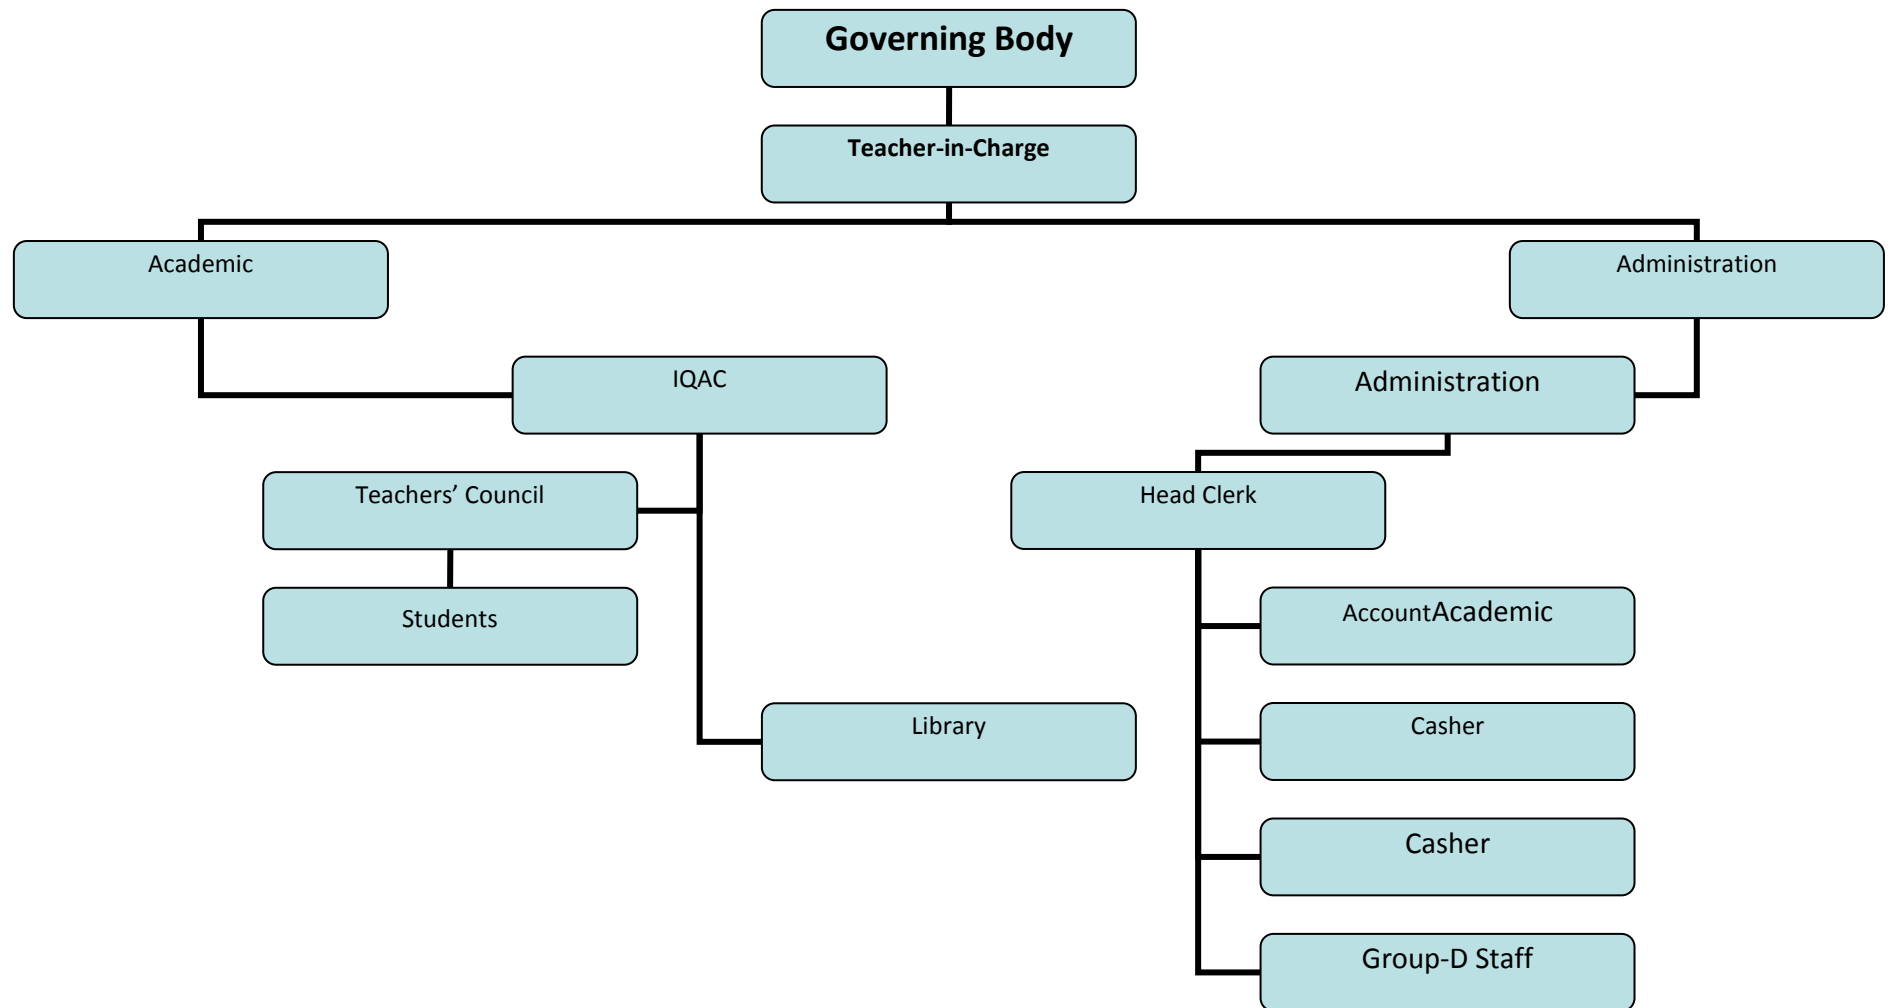 Governing Body
Teacher-in-Charge
Academic
Administration
IQAC
Administration
Teachers’ Council
Head Clerk
Students
AccountAcademic
Library
Casher
Casher
Group-D Staff